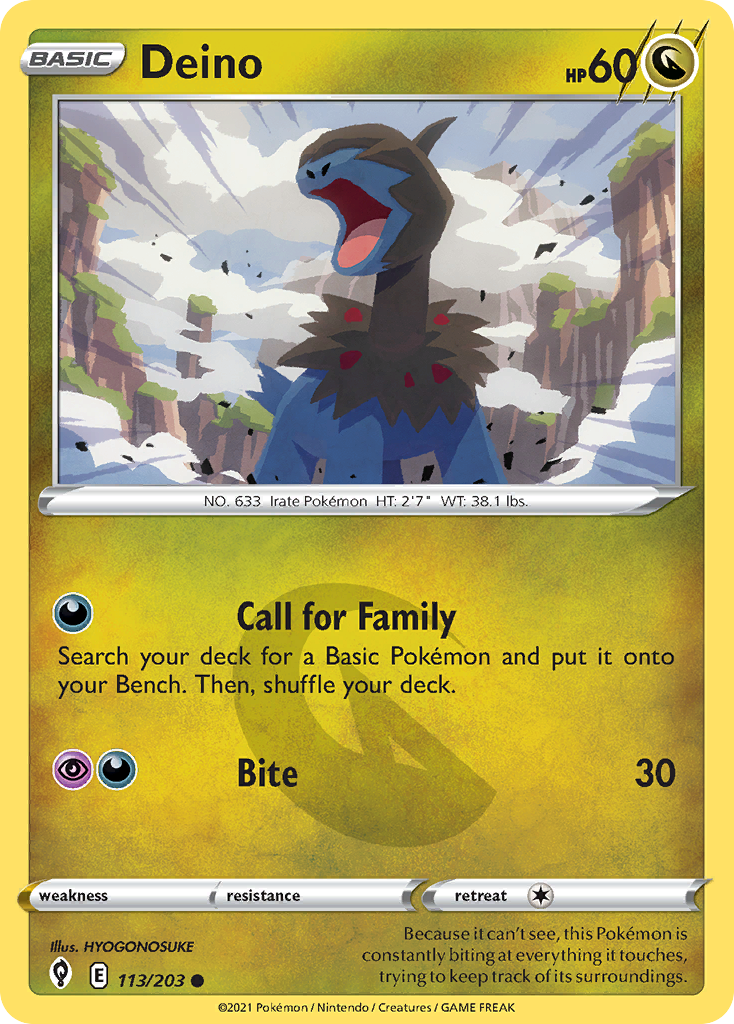 BASIC
Deino
HP60
NO. 633 Irate Pokémon HT: 2'7" WT: 38.1 lbs.
Call for Family
Search your deck for a Basic Pokémon and put it onto
your Bench. Then, shuffle your deck.
Bite 30
weakness resistance retreat
Illus. HYOGONOSUKE
E 113/203
Because it can't see, this Pokémon is
constantly biting at everything it touches,
trying to keep track of its surroundings.
©2021 Pokémon / Nintendo / Creatures / GAME FREAK